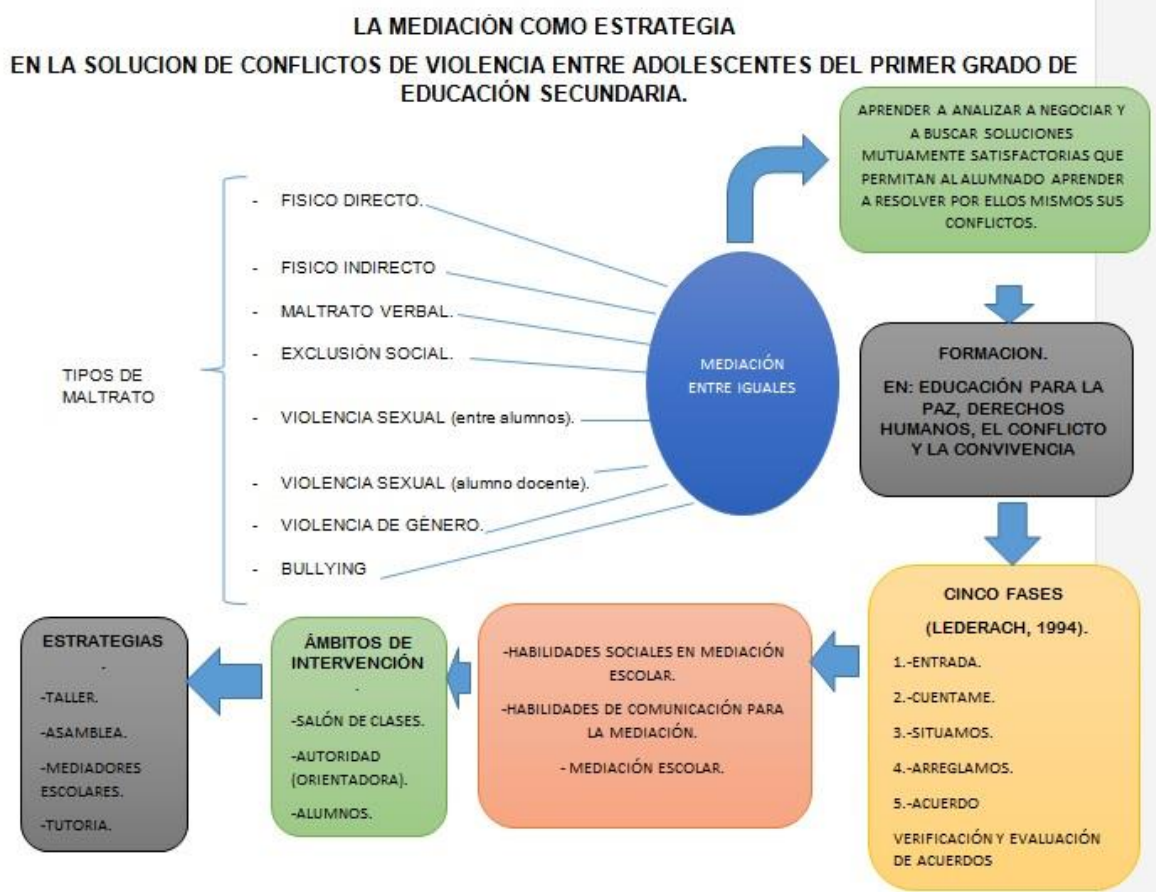 LA MEDIACIÓN COMO ESTRATEGIA
EN LA SOLUCION DE CONFLICTOS DE VIOLENCIA ENTRE ADOLESCENTES DEL PRIMER GRADO DE
EDUCACIÓN SECUNDARIA.
TIPOS DE
MALTRATO
- FISICO DIRECTO.
- FISICO INDIRECTO
- MALTRATO VERBAL.
- EXCLUSIÓN SOCIAL.
- VIOLENCIA SEXUAL (entre alumnos).
- VIOLENCIA SEXUAL (alumno docente).
- VIOLENCIA DE GÉNERO.
- BULLYING
MEDIACIÓN
ENTRE IGUALES
APRENDER A ANALIZAR A NEGOCIAR Y
A BUSCAR SOLUCIONES
MUTUAMENTE SATISFACTORIAS QUE
PERMITAN AL ALUMNADO APRENDER
A RESOLVER POR ELLOS MISMOS SUS
CONFLICTOS.
FORMACION.
EN: EDUCACIÓN PARA LA
PAZ, DERECHOS
HUMANOS, EL CONFLICTO
Y LA CONVIVENCIA
CINCO FASES
(LEDERACH, 1994).
1.-ENTRADA.
2.-CUENTAME.
3.-SITUAMOS.
4.-ARREGLAMOS.
5.-ACUERDO
VERIFICACIÓN Y EVALUACIÓN
DE ACUERDOS
-HABILIDADES SOCIALES EN MEDIACIÓN
ESCOLAR.
-HABILIDADES DE COMUNICACIÓN PARA
LA MEDIACIÓN.
- MEDIACIÓN ESCOLAR.
ÁMBITOS DE
INTERVENCIÓN
.
-SALÓN DE CLASES.
-AUTORIDAD
(ORIENTADORA).
-ALUMNOS.
ESTRATEGIAS
.
-TALLER.
-ASAMBLEA.
-MEDIADORES
ESCOLARES.
-TUTORIA.